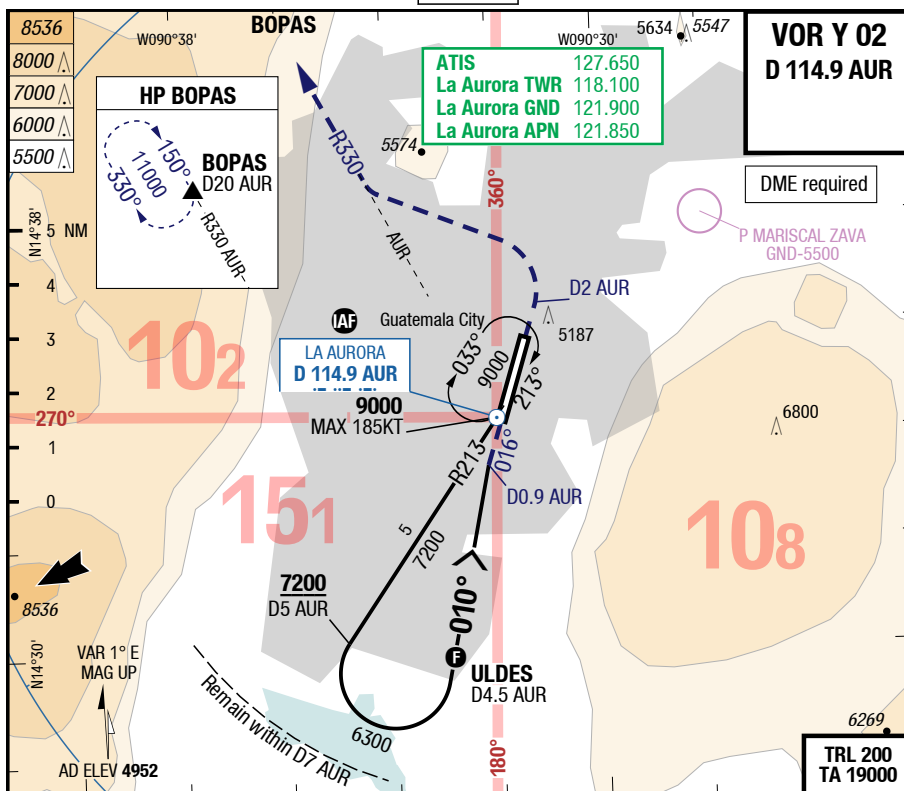 8536
8000
7000
6000
5500
BOPAS
W090°38'
W090°30'
5634
5547
VOR Y 02
D 114.9 AUR
ATIS 127.650
La Aurora TWR 118.100
La Aurora GND 121.900
La Aurora APN 121.850
HP BOPAS
150°
11000
330°
BOPAS
D20 AUR
R330 AUR
R330
AUR
5574
360°
DME required
P MARISCAL ZAVA
GND-5500
N14°38'
5 NM
4
3
2
1
0
D2 AUR
IAF
Guatemala City
5187
LA AURORA
D 114.9 AUR
033°
9000
213°
9000
MAX 185KT
270°
102
151
108
6800
R213
016°
D0.9 AUR
5
7200
7200
D5 AUR
010°
F
ULDES
D4.5 AUR
6300
Remain within D7 AUR
180°
8536
N14°30'
VAR 1° E
MAG UP
AD ELEV 4952
6269
TRL 200
TA 19000